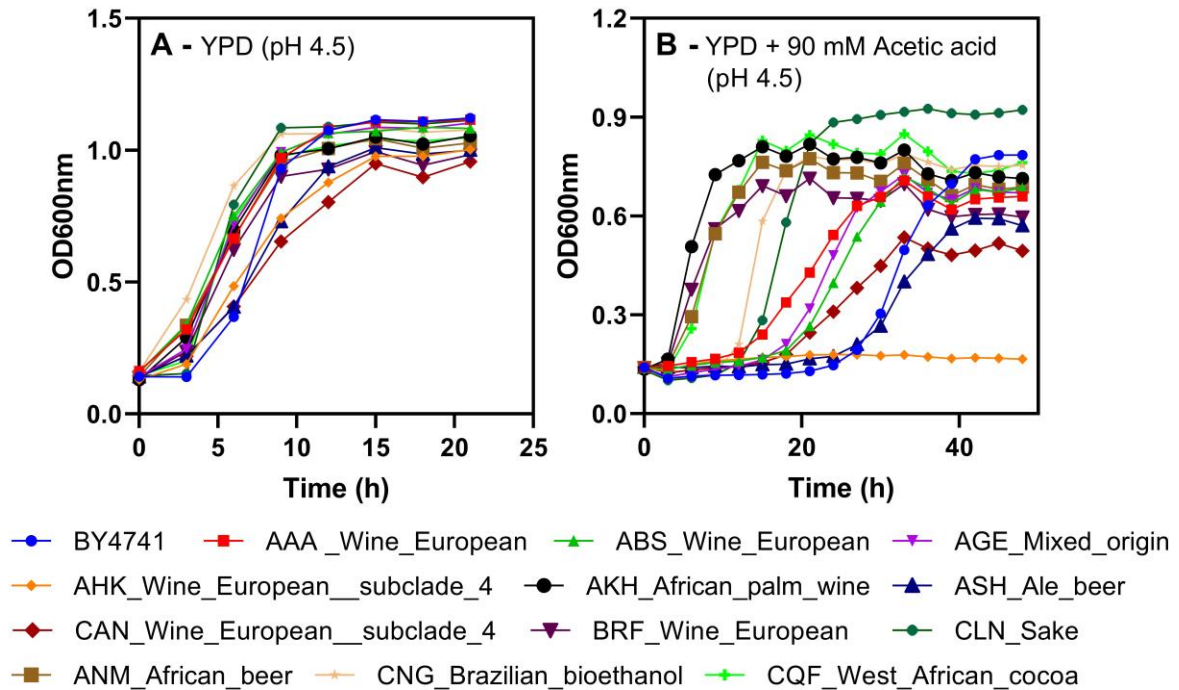 A - YPD (pH 4.5)
1.5
1.0
0.5
0.0
OD600nm
0 5 10 15 20 25
Time (h)
B - YPD + 90 mM Acetic acid
(pH 4.5)
1.2
0.9
0.6
0.3
0.0
OD600nm
0 20 40
Time (h)
BY4741 AAA _Wine_European ABS_Wine_European AGE_Mixed_origin
AHK_Wine_European__subclade_4 AKH_African_palm_wine ASH_Ale_beer
CAN_Wine_European__subclade_4 BRF_Wine_European CLN_Sake
ANM_African_beer CNG_Brazilian_bioethanol CQF_West_African_cocoa